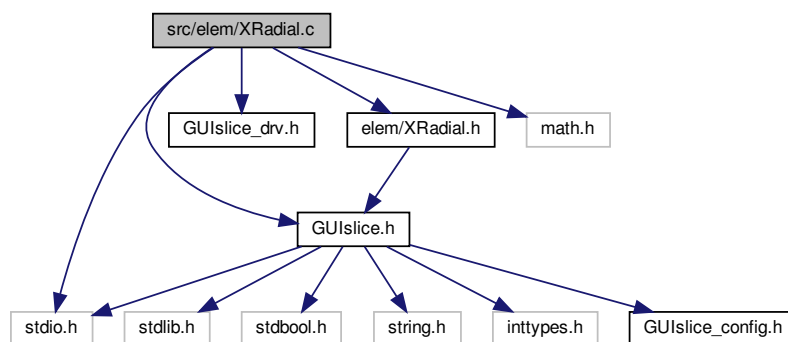 src/elem/XRadial.c
GUIslice_drv.h
elem/XRadial.h
math.h
GUIslice.h
stdio.h
stdlib.h
stdbool.h
string.h
inttypes.h
GUIslice_config.h